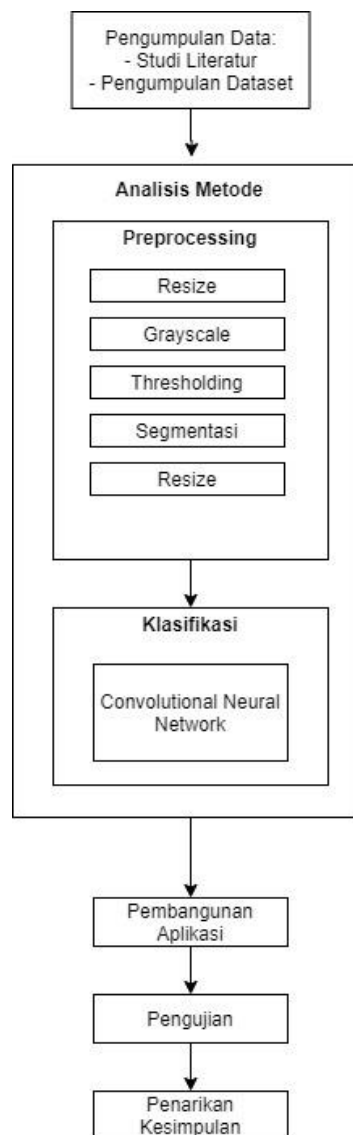 Pengumpulan Data:
- Studi Literatur
- Pengumpulan Dataset
Analisis Metode
Preprocessing
Resize
Grayscale
Thresholding
Segmentasi
Resize
Klasifikasi
Convolutional Neural
Network
Pembangunan
Aplikasi
Pengujian
Penarikan
Kesimpulan